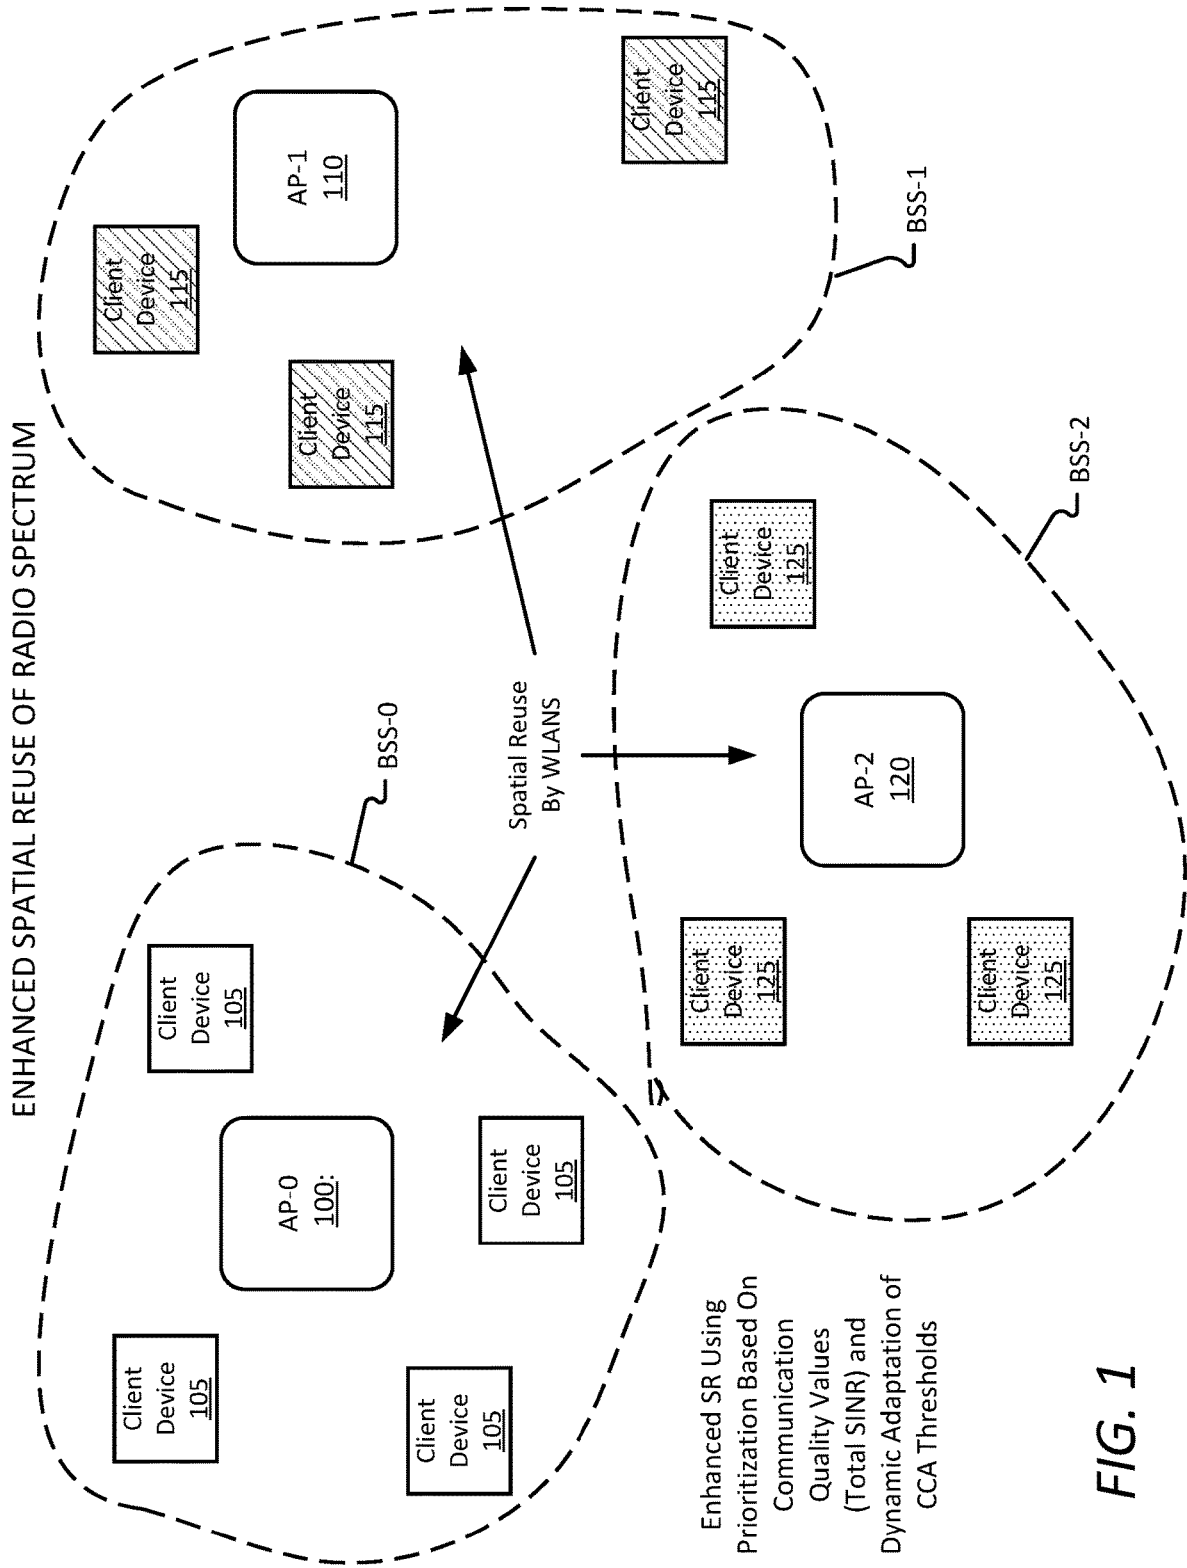 ENHANCED SPATIAL REUSE OF RADIO SPECTRUM
Client
Device
105
Client
Device
105
AP-0
100:
Client
Device
105
Client
Device
105
BSS-0
Client
Device
115
Client
Device
115
AP-1
110
Client
Device
115
BSS-1
Spatial Reuse
By WLANS
Client
Device
125
Client
Device
125
AP-2
120
Client
Device
125
BSS-2
Enhanced SR Using
Prioritization Based On
Communication
Quality Values
(Total SINR) and
Dynamic Adaptation of
CCA Thresholds
FIG. 1